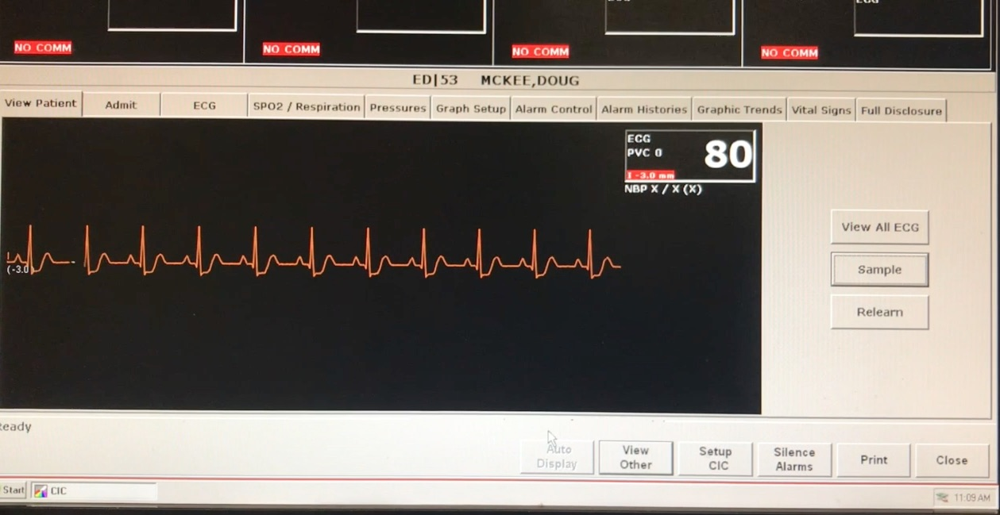 NO COMM
NO COMM
NO COMM
NO COMM
ED|53 MCKEE,DOUG
View Patient
Admit
ECG
SPO2 / Respiration
Pressures
Graph Setup
Alarm Control
Alarm Histories
Graphic Trends
Vital Signs
Full Disclosure
ECG
PVC 0
80
I -3.0 mm
NBP X / X (X)
I
(-3.0
View All ECG
Sample
Relearn
eady
Auto
Display
View
Other
Setup
CIC
Silence
Alarms
Print
Close
Start
CIC
11:09 AM